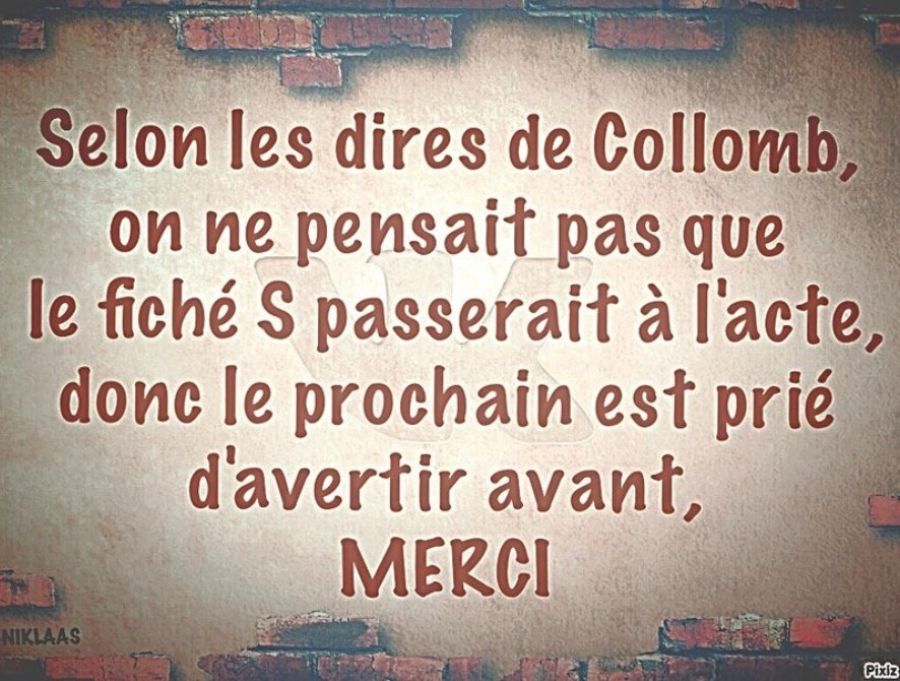 Selon les dires de Collomb,
on ne pensait pas que
le fiché S passerait à l'acte,
donc le prochain est prié
d'avertir avant,
MERCI
NIKLAAS
Pixiz